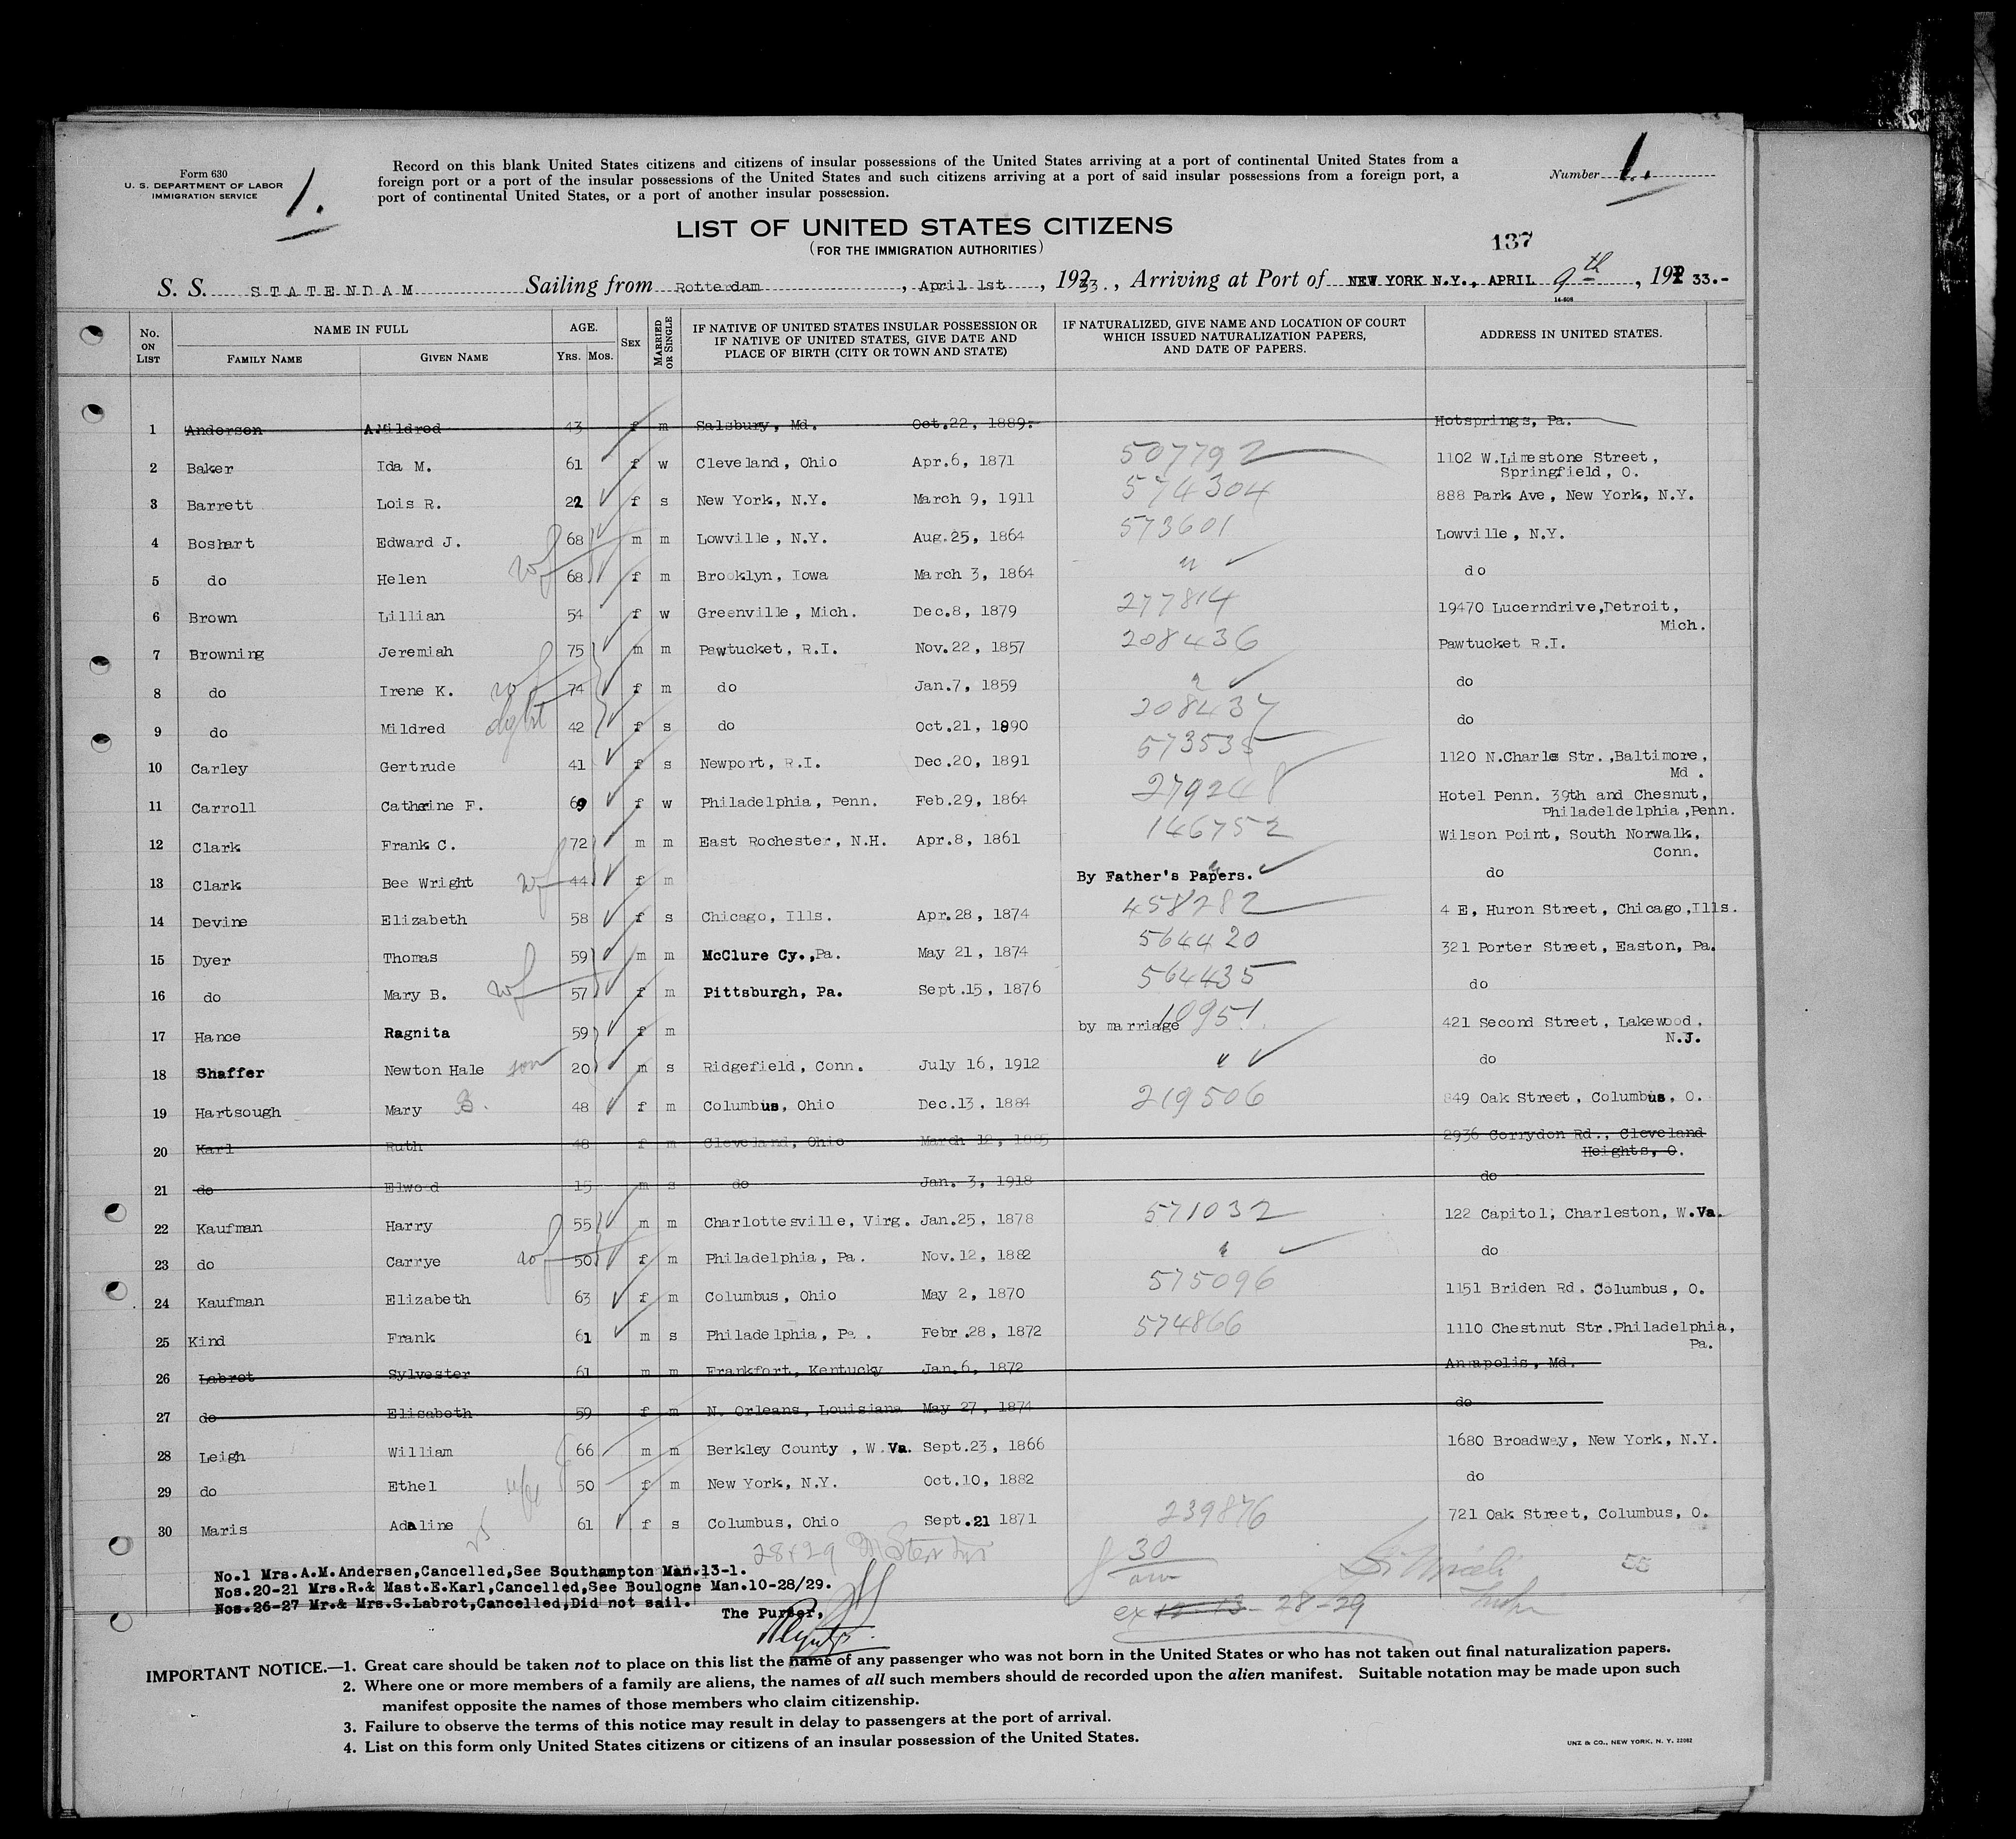 Form 630
U. S. DEPARTMENT OF LABOR
IMMIGRATION SERVICE
1.
Record on this blank United States citizens and citizens of insular possessions of the United States arriving at a port of continental United States from a
foreign port or a port of the insular possessions of the United States and such citizens arriving at a port of said insular possessions from a foreign port, a
port of continental United States, or a port of another insular possession.
Number 1.
LIST OF UNITED STATES CITIZENS
(FOR THE IMMIGRATION AUTHORITIES)
137
S. S. STATENDAM Sailing from Rotterdam, April 1st, 1933., Arriving at Port of NEW YORK N.Y., APRIL 9th, 19 33.-
14-608
No. ON LIST NAME IN FULL FAMILY NAME GIVEN NAME AGE. Yrs. Mos. SEX MARRIED OR SINGLE IF NATIVE OF UNITED STATES INSULAR POSSESSION OR IF NATIVE OF UNITED STATES, GIVE DATE AND PLACE OF BIRTH (CITY OR TOWN AND STATE) IF NATURALIZED, GIVE NAME AND LOCATION OF COURT WHICH ISSUED NATURALIZATION PAPERS, AND DATE OF PAPERS. ADDRESS IN UNITED STATES.
1 Anderson A.Mildred 43 f m Salsbury, Md. Oct.22, 1889. Hotsprings, Pa.
2 Baker Ida M. 61 f w Cleveland, Ohio Apr.6, 1871 507792 1102 W.Limestone Street,
Springfield, O.
3 Barrett Lois R. 22 f s New York, N.Y. March 9, 1911 574304 888 Park Ave, New York, N.Y.
4 Boshart Edward J. 68 m m Lowville, N.Y. Aug.25, 1864 573601 Lowville, N.Y.
5 do Helen wf 68 f m Brooklyn, Iowa March 3, 1864 " do
6 Brown Lillian 54 f w Greenville, Mich. Dec.8, 1879 277814 19470 Lucerndrive,Detroit,
Mich.
7 Browning Jeremiah 75 m m Pawtucket, R.I. Nov.22, 1857 208436 Pawtucket R.I.
8 do Irene K. wf 74 f m do Jan.7, 1859 " do
9 do Mildred dght 42 f s do Oct.21, 1890 208437 do
10 Carley Gertrude 41 f s Newport, R.I. Dec.20, 1891 573535 1120 N.Charle Str.,Baltimore,
Md .
11 Carroll Catherine F. 69 f w Philadelphia, Penn. Feb.29, 1864 279248 Hotel Penn. 39th and Chesnut,
Philadeldelphia,Penn.
12 Clark Frank C. 72 m m East Rochester, N.H. Apr.8, 1861 146752 Wilson Point, South Norwalk,
Conn.
13 Clark Bee Wright wf 44 f m By Father's Papers. " do
14 Devine Elizabeth 58 f s Chicago, Ills. Apr.28, 1874 458282 4 E, Huron Street, Chicago,Ills.
15 Dyer Thomas 59 m m McClure Cy.,Pa. May 21, 1874 564420 321 Porter Street, Easton, Pa.
16 do Mary B. wf 57 f m Pittsburgh, Pa. Sept.15, 1876 564435 do
17 Hance Ragnita 59 f m by marriage 10951 421 Second Street, Lakewood,
N.J.
18 Shaffer Newton Hale son 20 m s Ridgefield, Conn. July 16, 1912 " do
19 Hartsough Mary B. 48 f m Columbus, Ohio Dec.13, 1884 219506 849 Oak Street, Columbus, O.
20 Karl Ruth 48 f m Cleveland, Ohio March 12, 1885 2936 Corrydon Rd., Cleveland
Heights, O.
21 do Elwood 15 m s do Jan. 3, 1918 do
22 Kaufman Harry 55 m m Charlottesville, Virg. Jan.25, 1878 571032 122 Capitol, Charleston, W.Va.
23 do Carrye wf 50 f m Philadelphia, Pa. Nov.12, 1882 " do
24 Kaufman Elizabeth 63 f m Columbus, Ohio May 2, 1870 575096 1151 Briden Rd. Columbus, O.
25 Kind Frank 61 m s Philadelphia, Pa. Febr.28, 1872 574866 1110 Chestnut Str.Philadelphia,
Pa.
26 Labrot Sylvester 61 m m Frankfort, Kentucky Jan.6, 1872 Annapolis, Md.
27 do Elisabeth 59 f m N. Orleans, Louisiana May 27, 1874 do
28 Leigh William 66 m m Berkley County , W.Va. Sept.23, 1866 1680 Broadway, New York, N.Y.
29 do Ethel wife 50 f m New York, N.Y. Oct.10, 1882 do
30 Maris Adaline 61 f s Columbus, Ohio Sept.21 1871 239876 721 Oak Street, Columbus, O.
28+29
30
55
No.1 Mrs.A.M.Andersen,Cancelled,See Southampton Man.13-1.
Nos.20-21 Mrs.R.& Mast.E.Karl,Cancelled,See Boulogne Man.10-28/29.
Nos.26-27 Mr.& Mrs.S.Labrot,Cancelled,Did not sail.
The Purser,
ex 12-13-28-29
IMPORTANT NOTICE.—1. Great care should be taken not to place on this list the name of any passenger who was not born in the United States or who has not taken out final naturalization papers.
2. Where one or more members of a family are aliens, the names of all such members should de recorded upon the alien manifest. Suitable notation may be made upon such
manifest opposite the names of those members who claim citizenship.
3. Failure to observe the terms of this notice may result in delay to passengers at the port of arrival.
4. List on this form only United States citizens or citizens of an insular possession of the United States.
UNZ & CO., NEW YORK, N. Y. 22082